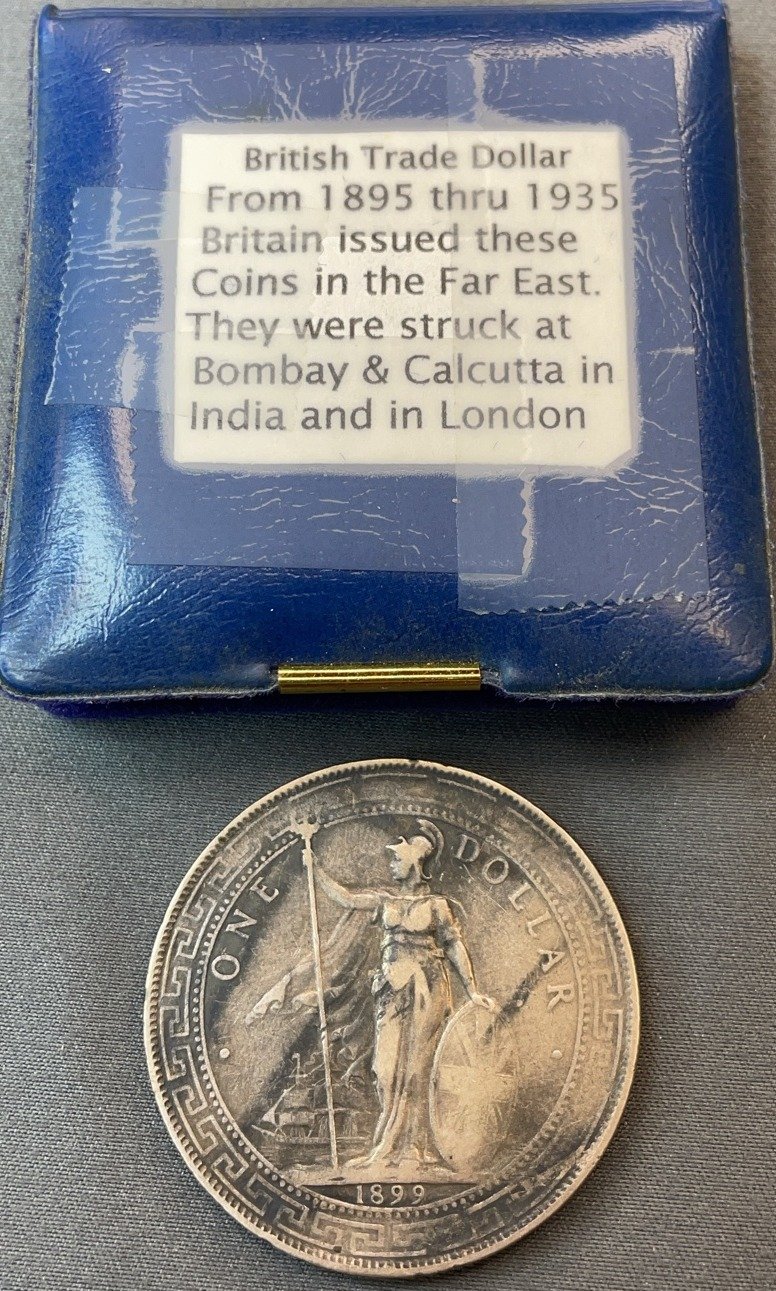 British Trade Dollar
From 1895 thru 1935
Britain issued these
Coins in the Far East.
They were struck at
Bombay & Calcutta in
India and in London
ONE DOLLAR
1899